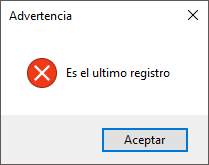 Advertencia
Es el ultimo registro
Aceptar